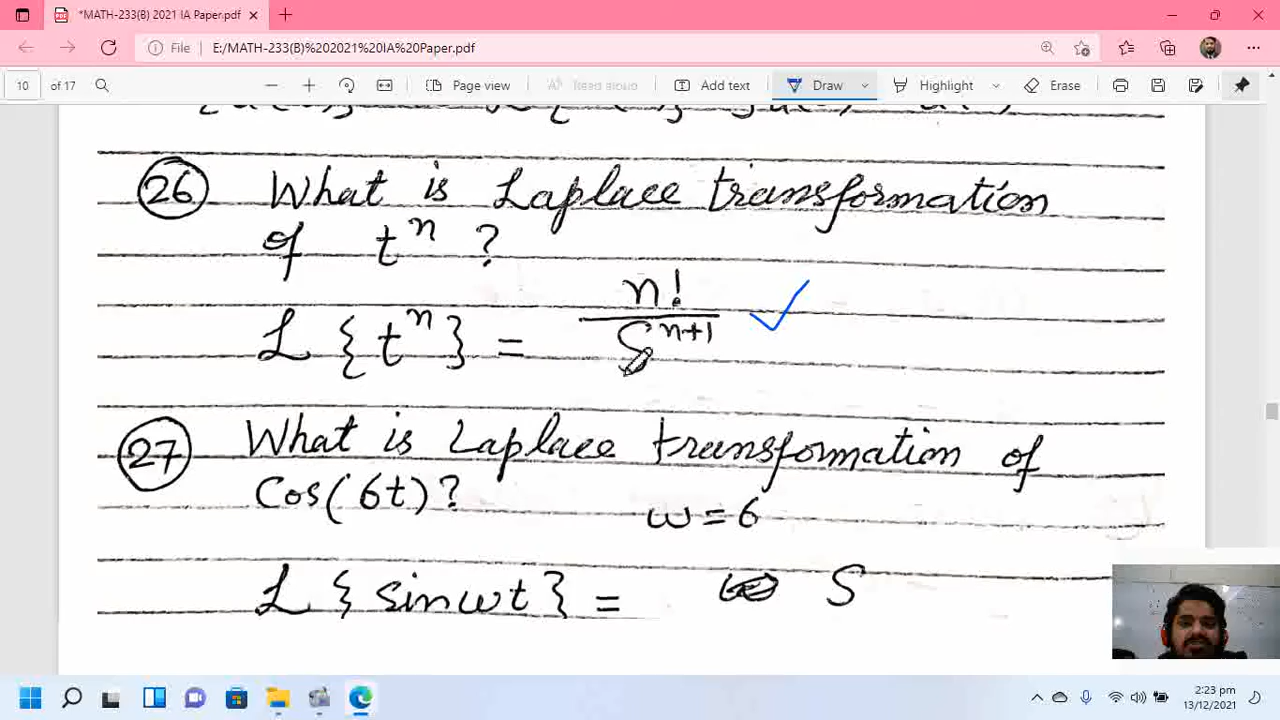 *MATH-233(B) 2021 IA Paper.pdf
File E:/MATH-233(B)%202021%20IA%20Paper.pdf
10 of 17 Page view Read aloud Add text Draw Highlight Erase
26 What is Laplace transformation
of t^n ?
L { t^n } = n! / S^{n+1}
27 What is Laplace transformation of
Cos(6t)?
ω = 6
L { sinωt } = S
2:23 pm
13/12/2021